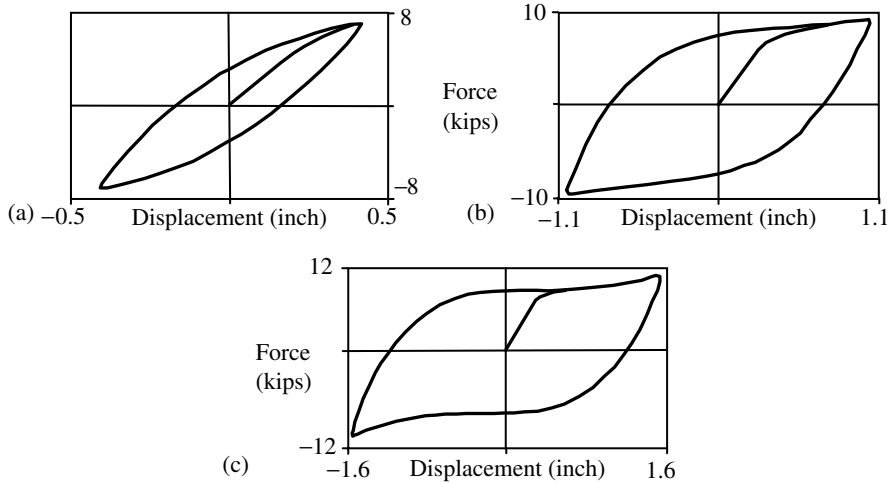 8
−8
(a)
−0.5
Displacement (inch)
0.5
10
Force
(kips)
−10
(b)
−1.1
Displacement (inch)
1.1
12
Force
(kips)
−12
(c)
−1.6
Displacement (inch)
1.6